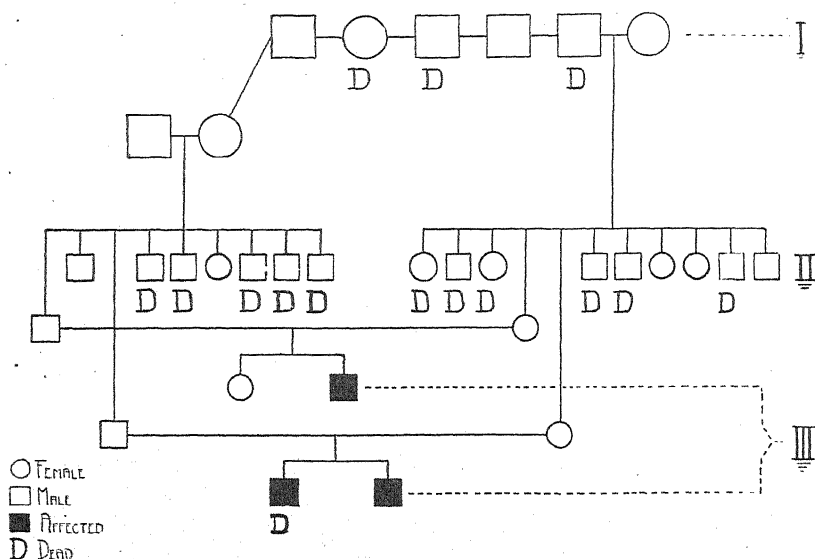 I
D D D
II
D D D D D D D D D D D
III
D
FEMALE
MALE
AFFECTED
D DEAD